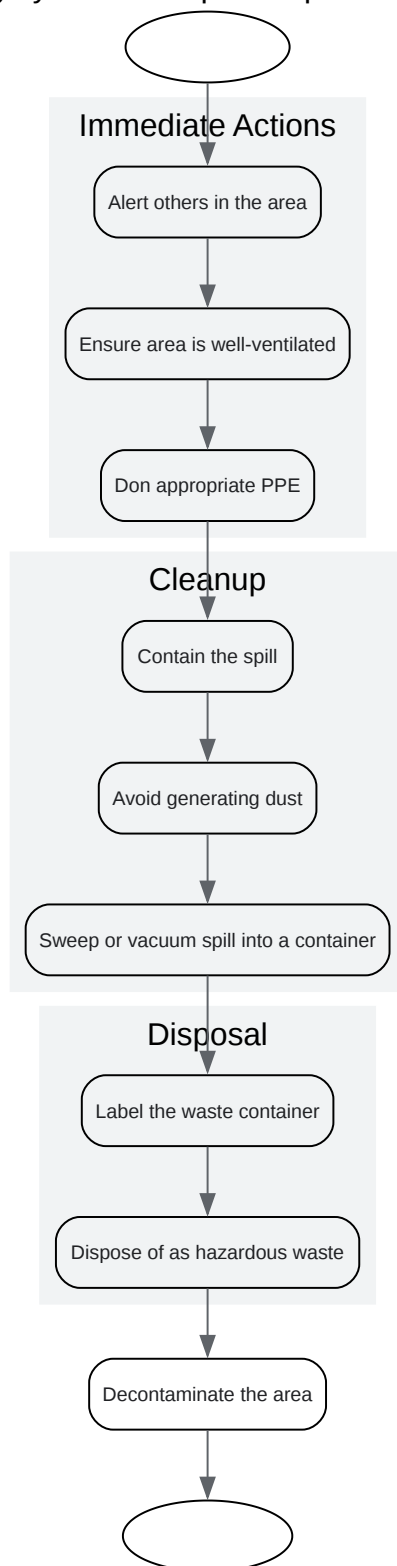 Immediate Actions
Alert others in the area
Ensure area is well-ventilated
Don appropriate PPE
Cleanup
Contain the spill
Avoid generating dust
Sweep or vacuum spill into a container
Disposal
Label the waste container
Dispose of as hazardous waste
Decontaminate the area